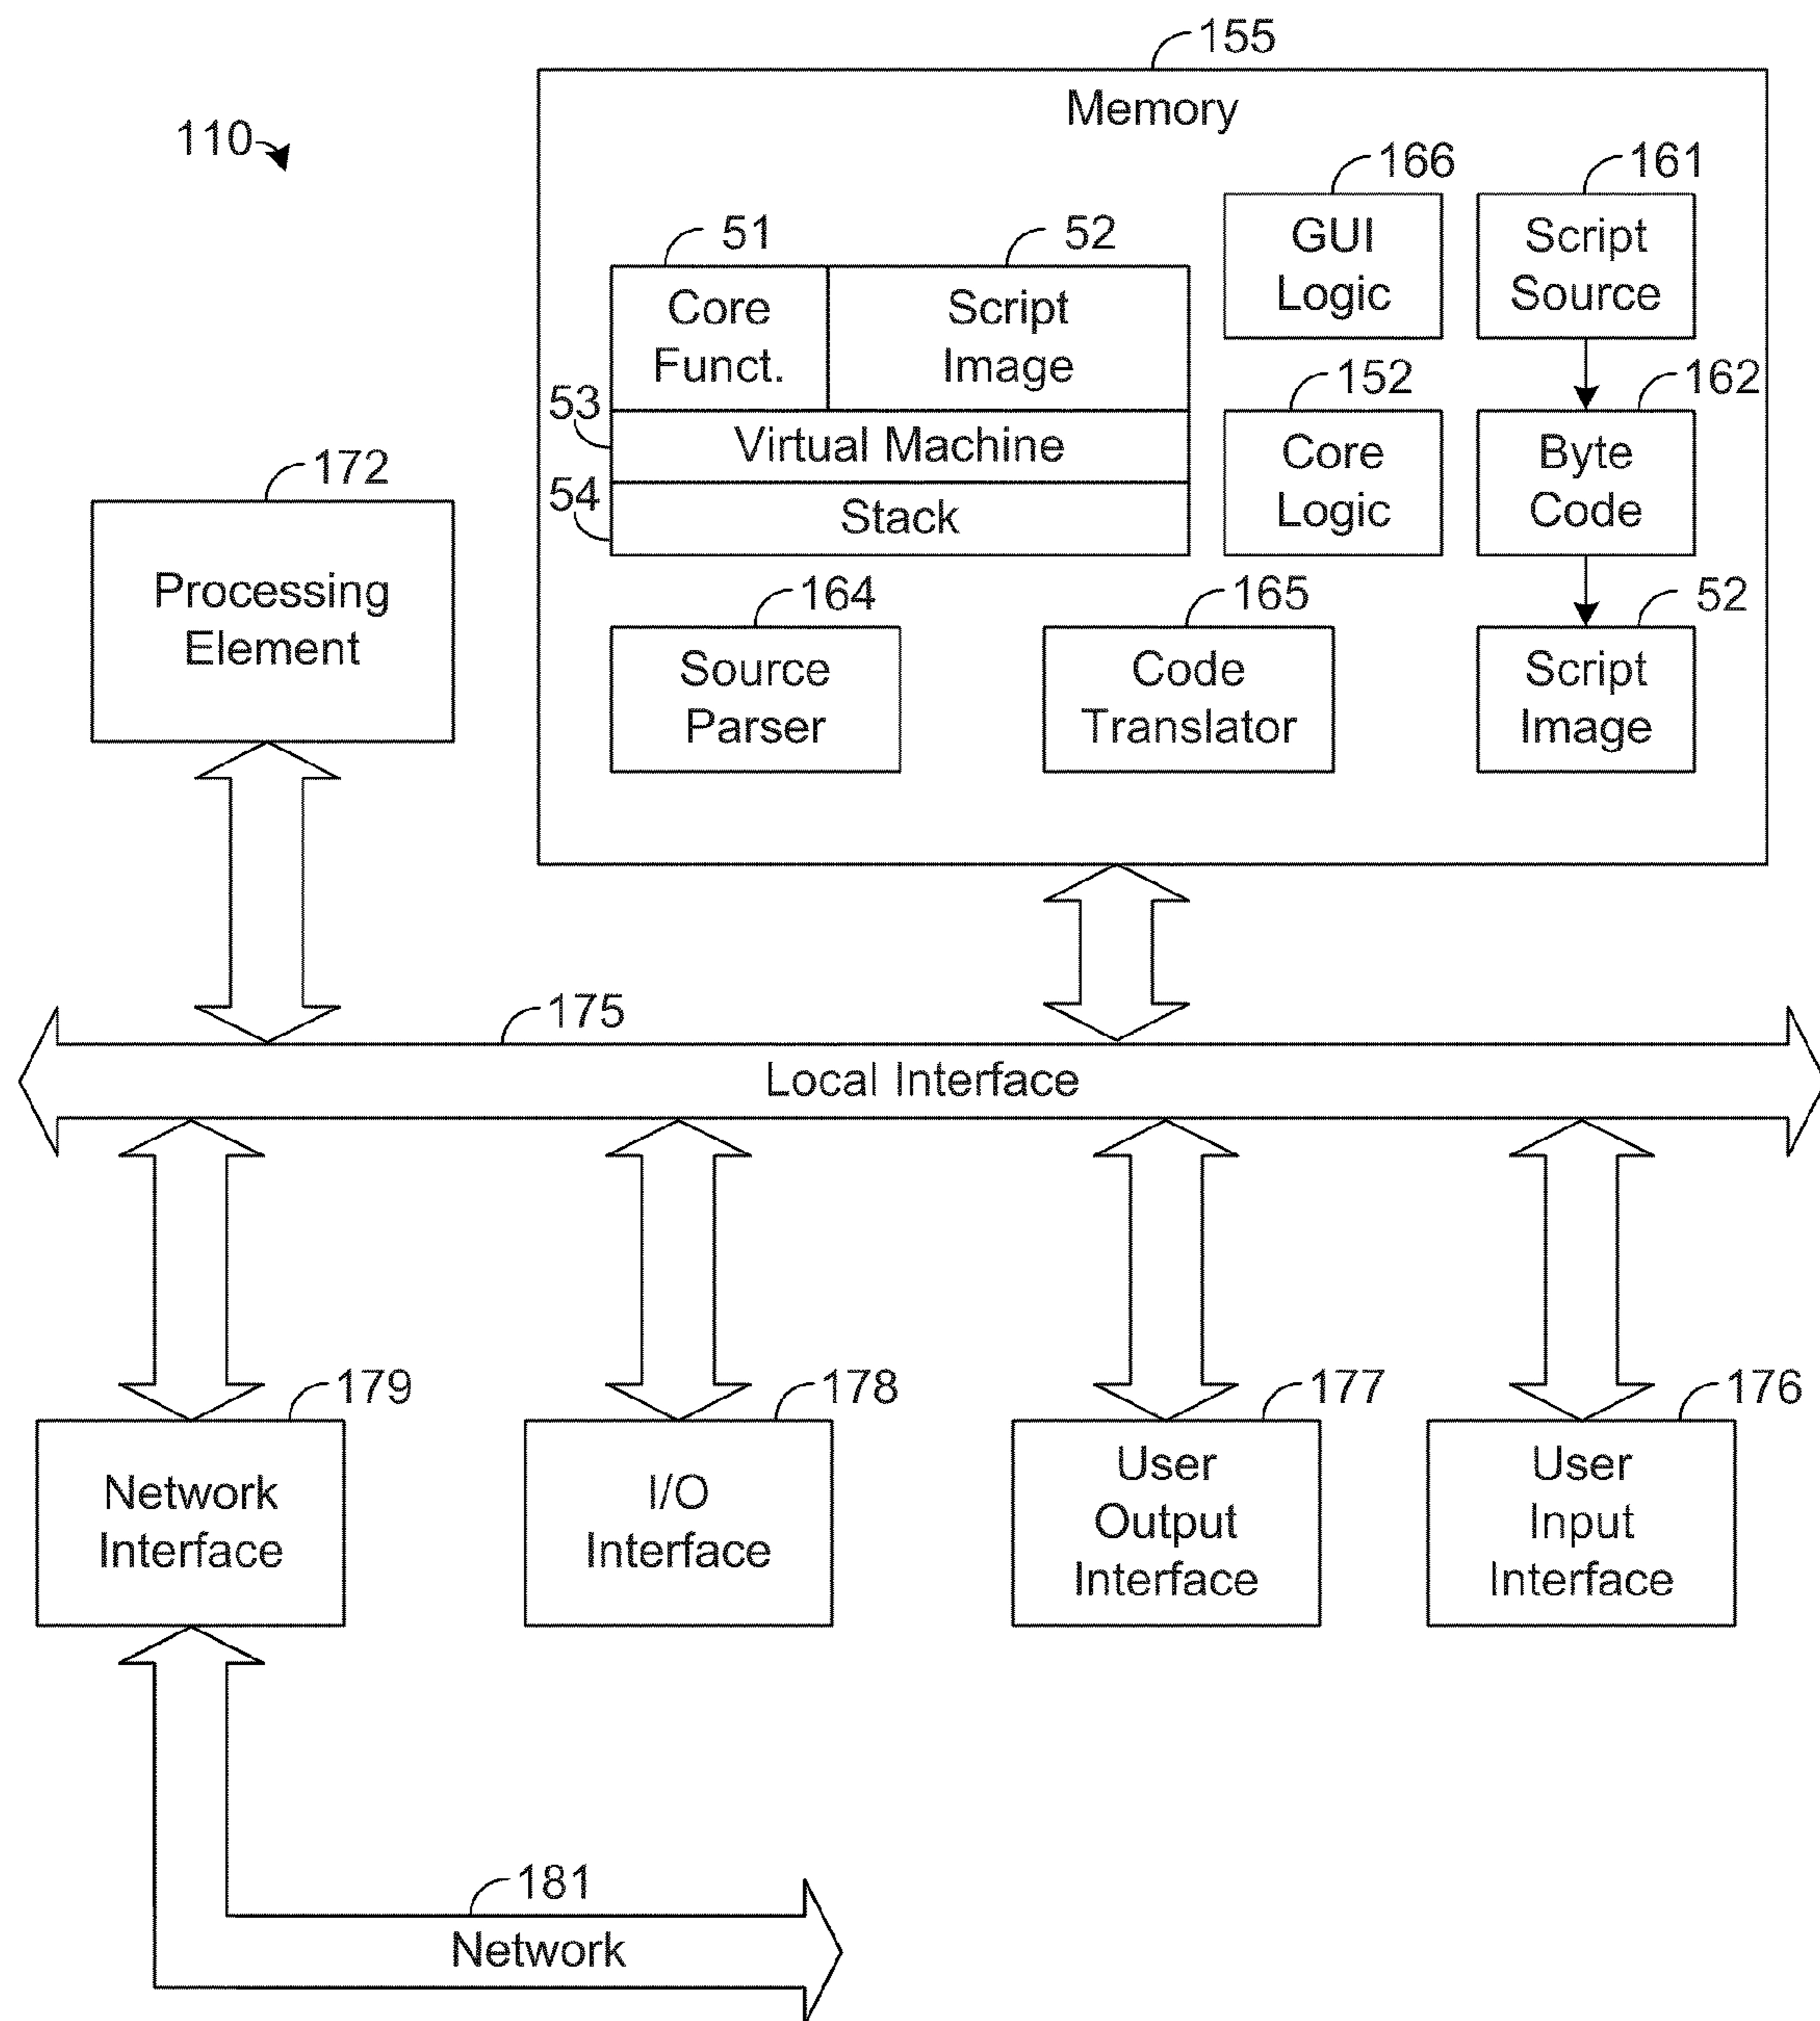 155
Memory
110
166
161
51
52
GUI
Logic
Script
Source
Core
Funct.
Script
Image
152
162
53
Virtual Machine
Core
Logic
Byte
Code
54
Stack
172
Processing
Element
164
165
52
Source
Parser
Code
Translator
Script
Image
175
Local Interface
179
178
177
176
Network
Interface
I/O
Interface
User
Output
Interface
User
Input
Interface
181
Network